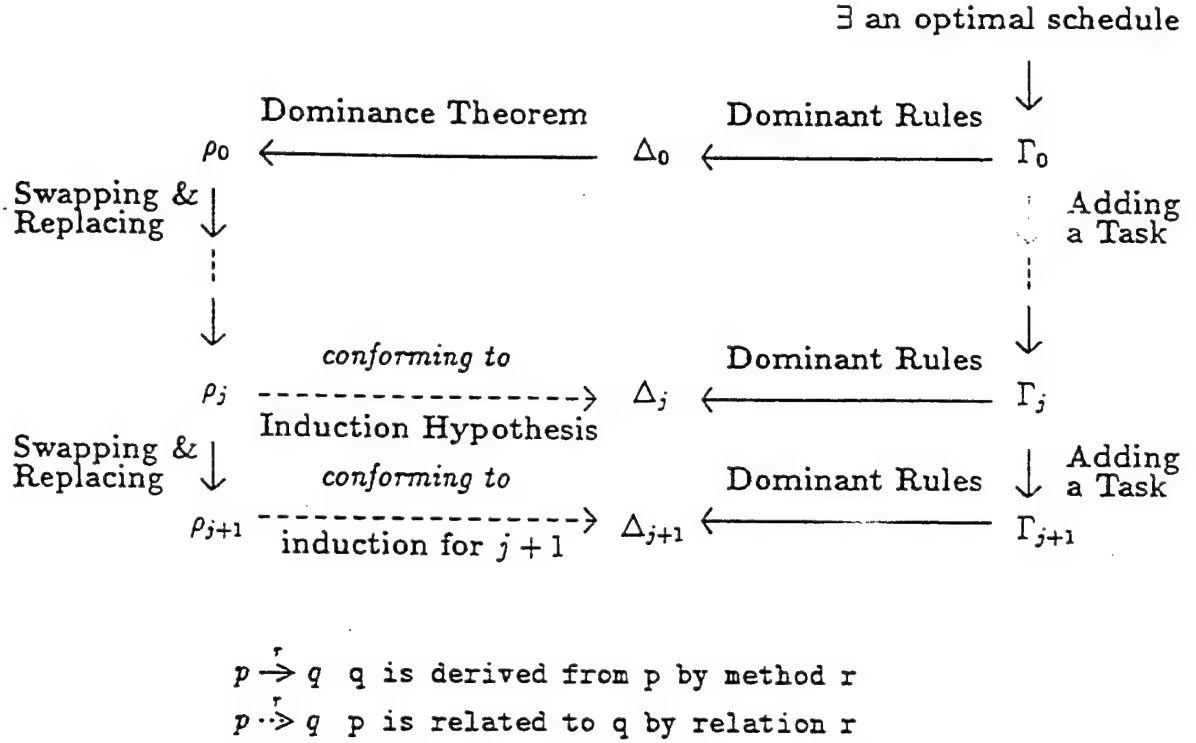 ∃ an optimal schedule
Dominance Theorem Dominant Rules
ρ₀ Δ₀ Γ₀
Swapping &
Replacing
Adding
a Task
conforming to Dominant Rules
ρⱼ Δⱼ Γⱼ
Induction Hypothesis
Swapping &
Replacing
Adding
a Task
conforming to Dominant Rules
ρⱼ₊₁ Δⱼ₊₁ Γⱼ₊₁
induction for j + 1
p →^r q q is derived from p by method r
p ··>^r q p is related to q by relation r